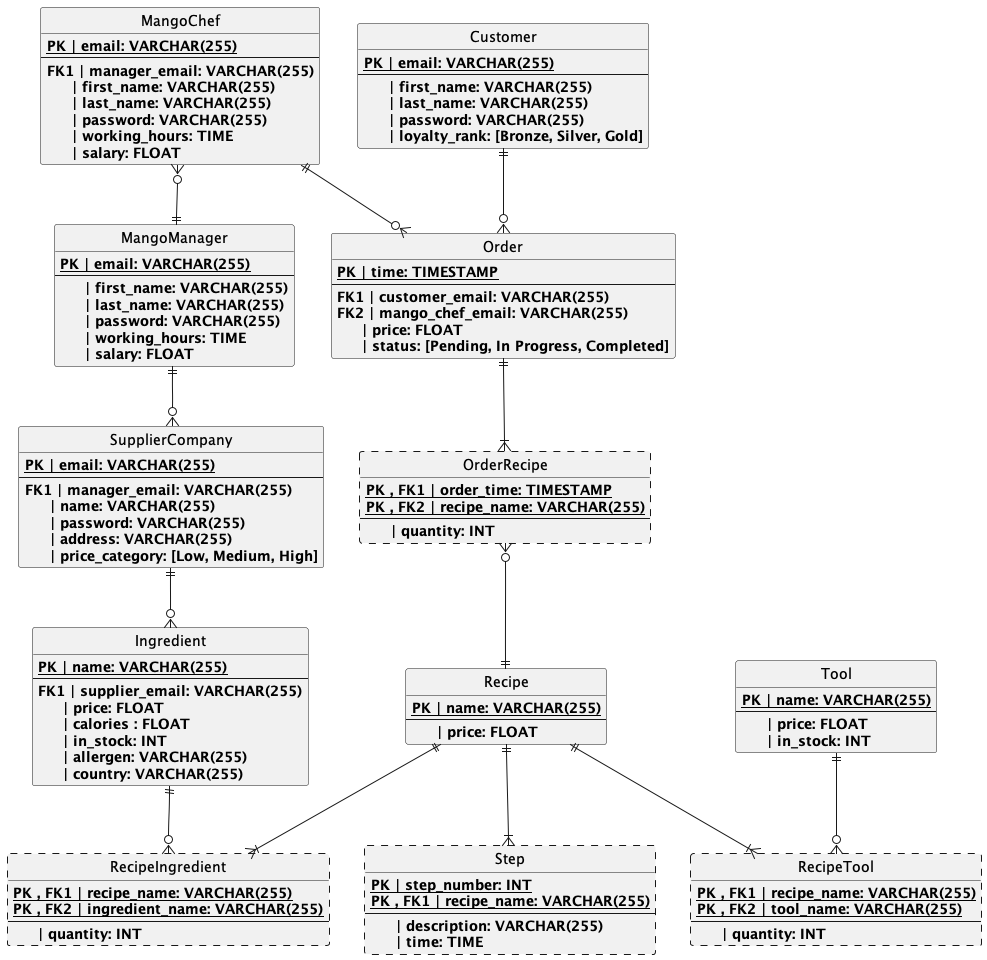 MangoChef
PK | email: VARCHAR(255)
FK1 | manager_email: VARCHAR(255)
| first_name: VARCHAR(255)
| last_name: VARCHAR(255)
| password: VARCHAR(255)
| working_hours: TIME
| salary: FLOAT
Customer
PK | email: VARCHAR(255)
| first_name: VARCHAR(255)
| last_name: VARCHAR(255)
| password: VARCHAR(255)
| loyalty_rank: [Bronze, Silver, Gold]
MangoManager
PK | email: VARCHAR(255)
| first_name: VARCHAR(255)
| last_name: VARCHAR(255)
| password: VARCHAR(255)
| working_hours: TIME
| salary: FLOAT
Order
PK | time: TIMESTAMP
FK1 | customer_email: VARCHAR(255)
FK2 | mango_chef_email: VARCHAR(255)
| price: FLOAT
| status: [Pending, In Progress, Completed]
SupplierCompany
PK | email: VARCHAR(255)
FK1 | manager_email: VARCHAR(255)
| name: VARCHAR(255)
| password: VARCHAR(255)
| address: VARCHAR(255)
| price_category: [Low, Medium, High]
OrderRecipe
PK , FK1 | order_time: TIMESTAMP
PK , FK2 | recipe_name: VARCHAR(255)
| quantity: INT
Ingredient
PK | name: VARCHAR(255)
FK1 | supplier_email: VARCHAR(255)
| price: FLOAT
| calories : FLOAT
| in_stock: INT
| allergen: VARCHAR(255)
| country: VARCHAR(255)
Recipe
PK | name: VARCHAR(255)
| price: FLOAT
Tool
PK | name: VARCHAR(255)
| price: FLOAT
| in_stock: INT
RecipeIngredient
PK , FK1 | recipe_name: VARCHAR(255)
PK , FK2 | ingredient_name: VARCHAR(255)
| quantity: INT
Step
PK | step_number: INT
PK , FK1 | recipe_name: VARCHAR(255)
| description: VARCHAR(255)
| time: TIME
RecipeTool
PK , FK1 | recipe_name: VARCHAR(255)
PK , FK2 | tool_name: VARCHAR(255)
| quantity: INT